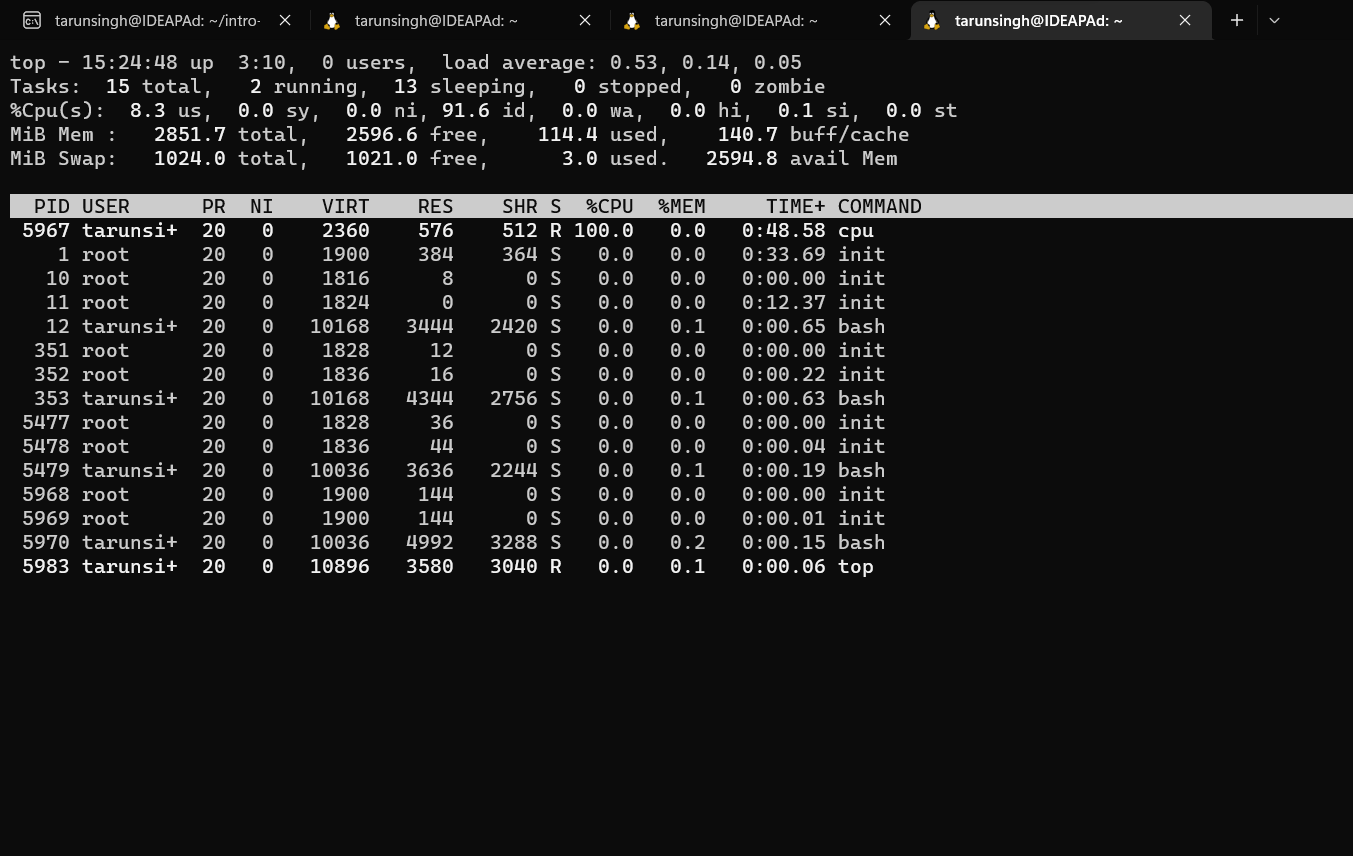 tarunsingh@IDEAPAd: ~/intro- tarunsingh@IDEAPAd: ~ tarunsingh@IDEAPAd: ~ tarunsingh@IDEAPAd: ~
top - 15:24:48 up  3:10,  0 users,  load average: 0.53, 0.14, 0.05
Tasks:  15 total,   2 running,  13 sleeping,   0 stopped,   0 zombie
%Cpu(s):  8.3 us,  0.0 sy,  0.0 ni, 91.6 id,  0.0 wa,  0.0 hi,  0.1 si,  0.0 st
MiB Mem :   2851.7 total,   2596.6 free,    114.4 used,    140.7 buff/cache
MiB Swap:   1024.0 total,   1021.0 free,      3.0 used.   2594.8 avail Mem
  PID USER      PR  NI    VIRT    RES    SHR S  %CPU  %MEM     TIME+ COMMAND
 5967 tarunsi+  20   0    2360    576    512 R 100.0   0.0   0:48.58 cpu
    1 root      20   0    1900    384    364 S   0.0   0.0   0:33.69 init
   10 root      20   0    1816      8      0 S   0.0   0.0   0:00.00 init
   11 root      20   0    1824      0      0 S   0.0   0.0   0:12.37 init
   12 tarunsi+  20   0   10168   3444   2420 S   0.0   0.1   0:00.65 bash
  351 root      20   0    1828     12      0 S   0.0   0.0   0:00.00 init
  352 root      20   0    1836     16      0 S   0.0   0.0   0:00.22 init
  353 tarunsi+  20   0   10168   4344   2756 S   0.0   0.1   0:00.63 bash
 5477 root      20   0    1828     36      0 S   0.0   0.0   0:00.00 init
 5478 root      20   0    1836     44      0 S   0.0   0.0   0:00.04 init
 5479 tarunsi+  20   0   10036   3636   2244 S   0.0   0.1   0:00.19 bash
 5968 root      20   0    1900    144      0 S   0.0   0.0   0:00.00 init
 5969 root      20   0    1900    144      0 S   0.0   0.0   0:00.01 init
 5970 tarunsi+  20   0   10036   4992   3288 S   0.0   0.2   0:00.15 bash
 5983 tarunsi+  20   0   10896   3580   3040 R   0.0   0.1   0:00.06 top